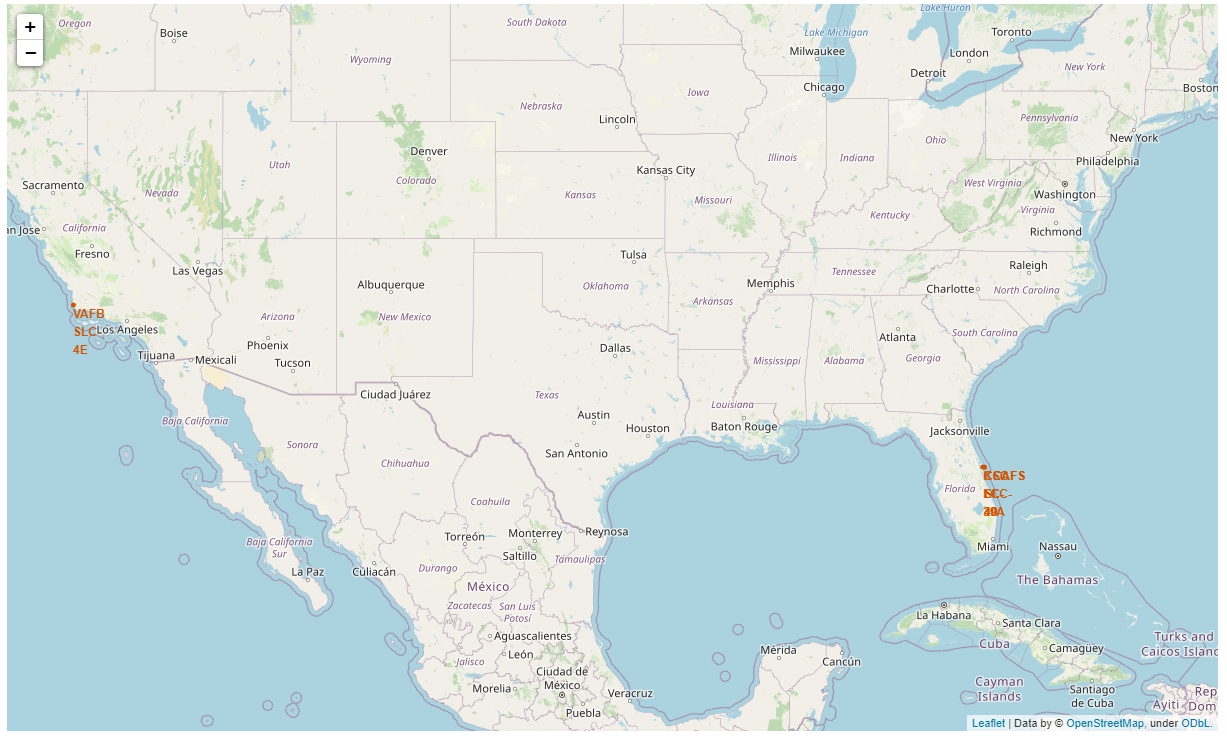 +
−
Oregon
Boise
South Dakota
Lake Huron
Toronto
Lake Michigan
Milwaukee
London
Wyoming
Detroit
New York
Chicago
Boston
Nebraska
Iowa
Lincoln
Pennsylvania
New York
Ohio
Denver
Utah
Illinois
Indiana
Philadelphia
Kansas City
Colorado
Sacramento
Nevada
Kansas
Missouri
West Virginia
Washington
Virginia
Kentucky
California
an Jose
Richmond
Fresno
Tulsa
Las Vegas
Raleigh
Tennessee
Albuquerque
Oklahoma
Memphis
Charlotte
North Carolina
Arkansas
VAFB
SLC
4E
Arizona
New Mexico
Los Angeles
South Carolina
Atlanta
Phoenix
Dallas
Tijuana
Mexicali
Tucson
Mississippi
Alabama
Georgia
Ciudad Juárez
Texas
Louisiana
Austin
Baja California
Houston
Baton Rouge
Jacksonville
Sonora
San Antonio
Chihuahua
Florida
Coahuila
Baja California
Sur
Torreón
Monterrey
Reynosa
Saltillo
Tamaulipas
Miami
Nassau
La Paz
Culiacán
Durango
México
The Bahamas
Zacatecas
San Luis
Potosí
La Habana
Santa Clara
Aguascalientes
Cuba
Camagüey
Turks and
Caicos Island
León
Jalisco
Mérida
Cancún
Ciudad de
México
Morelia
Veracruz
Cayman
Islands
Santiago
de Cuba
Ayiti
Rep
Dom
Puebla
Leaflet | Data by © OpenStreetMap, under ODbL.